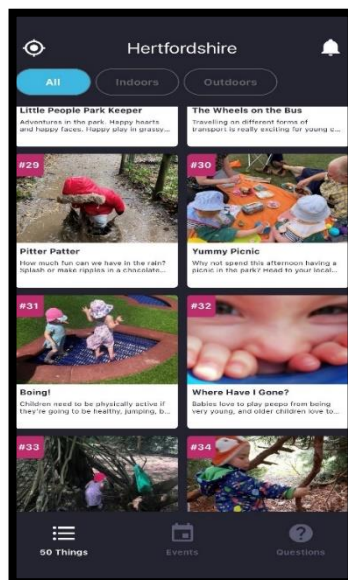 Hertfordshire
All
Indoors
Outdoors
Little People Park Keeper
Adventures in the park. Happy hearts
and happy faces. Happy play in grassy...
The Wheels on the Bus
Travelling on different forms of
transport is really exciting for young c...
#29
Pitter Patter
How much fun can we have in the rain?
Splash or make ripples in a chocolate...
#30
Yummy Picnic
Why not spend this afternoon having a
picnic in the park? Head to your local...
#31
Boing!
Children need to be physically active if
they're going to be healthy, jumping, b...
#32
Where Have I Gone?
Babies love to play peepo from being
very young, and older children love to...
#33
#34
50 Things
Events
Questions